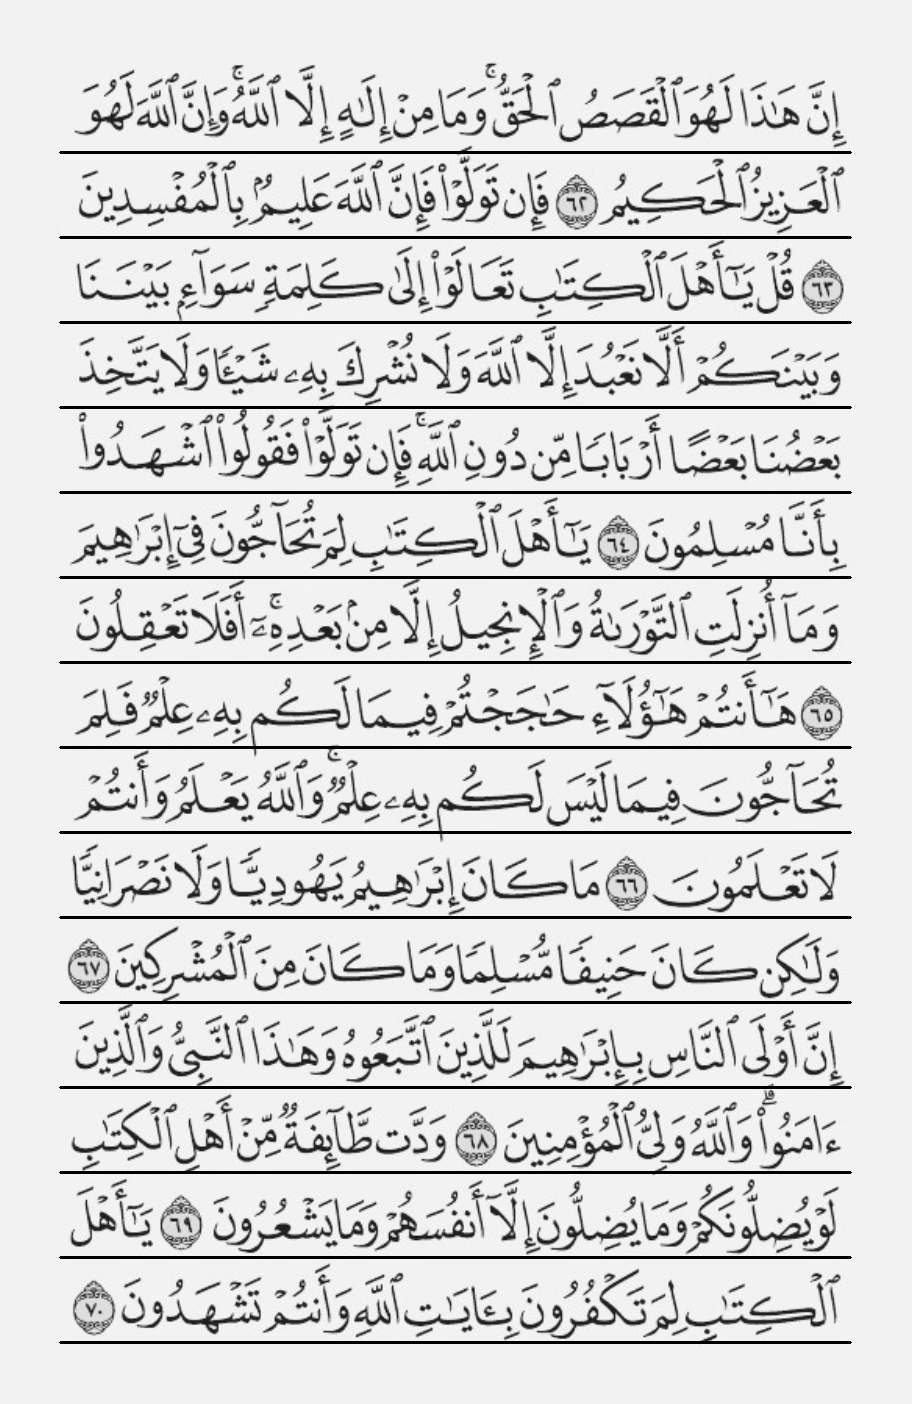 إِنَّ هَٰذَا لَهُوَ ٱلْقَصَصُ ٱلْحَقُّ ۚ وَمَا مِنْ إِلَٰهٍ إِلَّا ٱللَّهُ ۚ وَإِنَّ ٱللَّهَ لَهُوَ
ٱلْعَزِيزُ ٱلْحَكِيمُ ٦٢ فَإِن تَوَلَّوْا۟ فَإِنَّ ٱللَّهَ عَلِيمٌۢ بِٱلْمُفْسِدِينَ
٦٣ قُلْ يَٰٓأَهْلَ ٱلْكِتَٰبِ تَعَالَوْا۟ إِلَىٰ كَلِمَةٍ سَوَآءٍۭ بَيْنَنَا
وَبَيْنَكُمْ أَلَّا نَعْبُدَ إِلَّا ٱللَّهَ وَلَا نُشْرِكَ بِهِۦ شَيْـًٔا وَلَا يَتَّخِذَ
بَعْضُنَا بَعْضًا أَرْبَابًا مِّن دُونِ ٱللَّهِ ۚ فَإِن تَوَلَّوْا۟ فَقُولُوا۟ ٱشْهَدُوا۟
بِأَنَّا مُسْلِمُونَ ٦٤ يَٰٓأَهْلَ ٱلْكِتَٰبِ لِمَ تُحَآجُّونَ فِىٓ إِبْرَٰهِيمَ
وَمَآ أُنزِلَتِ ٱلتَّوْرَىٰةُ وَٱلْإِنجِيلُ إِلَّا مِنۢ بَعْدِهِۦٓ ۚ أَفَلَا تَعْقِلُونَ
٦٥ هَٰٓأَنتُمْ هَٰٓؤُلَآءِ حَٰجَجْتُمْ فِيمَا لَكُم بِهِۦ عِلْمٌ فَلِمَ
تُحَآجُّونَ فِيمَا لَيْسَ لَكُم بِهِۦ عِلْمٌ ۚ وَٱللَّهُ يَعْلَمُ وَأَنتُمْ
لَا تَعْلَمُونَ ٦٦ مَا كَانَ إِبْرَٰهِيمُ يَهُودِيًّا وَلَا نَصْرَانِيًّا
وَلَٰكِن كَانَ حَنِيفًا مُّسْلِمًا وَمَا كَانَ مِنَ ٱلْمُشْرِكِينَ ٦٧
إِنَّ أَوْلَى ٱلنَّاسِ بِإِبْرَٰهِيمَ لَلَّذِينَ ٱتَّبَعُوهُ وَهَٰذَا ٱلنَّبِىُّ وَٱلَّذِينَ
ءَامَنُوا۟ ۗ وَٱللَّهُ وَلِىُّ ٱلْمُؤْمِنِينَ ٦٨ وَدَّت طَّآئِفَةٌ مِّنْ أَهْلِ ٱلْكِتَٰبِ
لَوْ يُضِلُّونَكُمْ وَمَا يُضِلُّونَ إِلَّآ أَنفُسَهُمْ وَمَا يَشْعُرُونَ ٦٩ يَٰٓأَهْلَ
ٱلْكِتَٰبِ لِمَ تَكْفُرُونَ بِـَٔايَٰتِ ٱللَّهِ وَأَنتُمْ تَشْهَدُونَ ٧٠